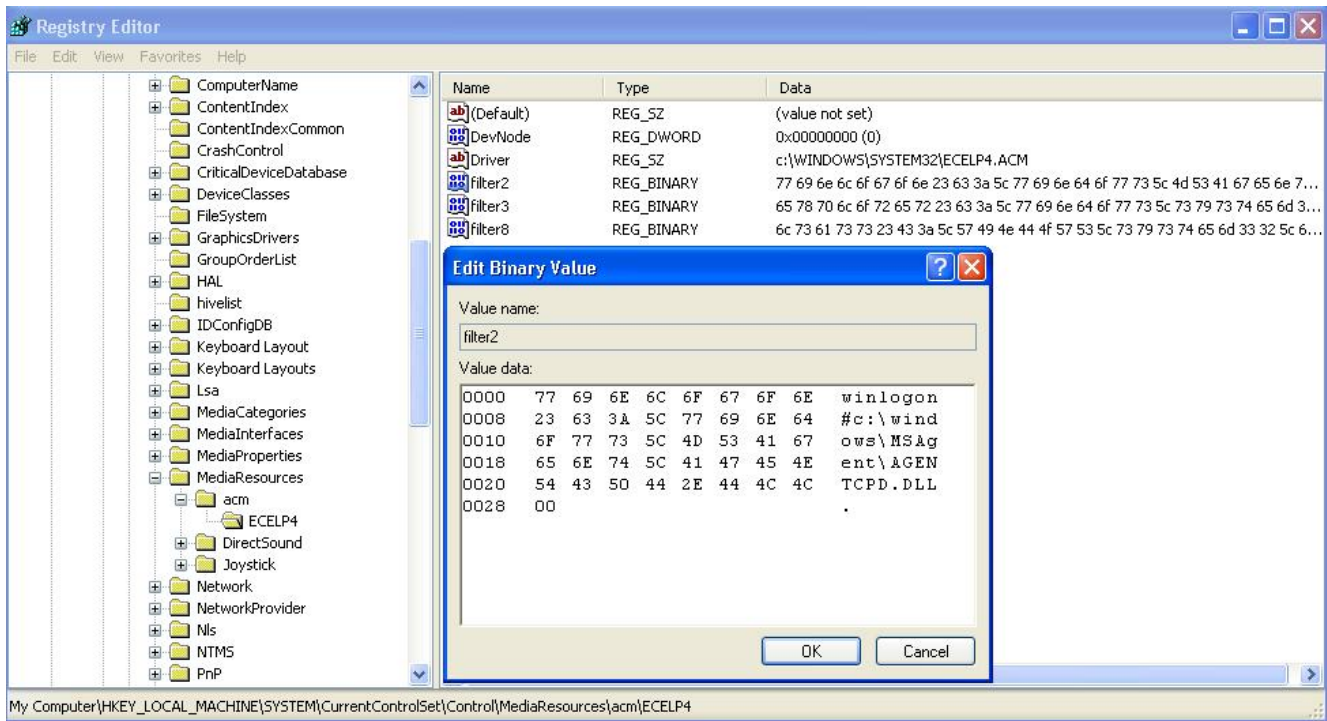 Registry Editor
File Edit View Favorites Help
ComputerName
ContentIndex
ContentIndexCommon
CrashControl
CriticalDeviceDatabase
DeviceClasses
FileSystem
GraphicsDrivers
GroupOrderList
HAL
hivelist
IDConfigDB
Keyboard Layout
Keyboard Layouts
Lsa
MediaCategories
MediaInterfaces
MediaProperties
MediaResources
acm
ECELP4
DirectSound
Joystick
Network
NetworkProvider
Nls
NTMS
PnP
Name Type Data
(Default) REG_SZ (value not set)
DevNode REG_DWORD 0x00000000 (0)
Driver REG_SZ c:\WINDOWS\SYSTEM32\ECELP4.ACM
filter2 REG_BINARY 77 69 6e 6c 6f 67 6f 6e 23 63 3a 5c 77 69 6e 64 6f 77 73 5c 4d 53 41 67 65 6e 7...
filter3 REG_BINARY 65 78 70 6c 6f 72 65 72 23 63 3a 5c 77 69 6e 64 6f 77 73 5c 73 79 73 74 65 6d 3...
filter8 REG_BINARY 6c 73 61 73 73 23 43 3a 5c 57 49 4e 44 4f 57 53 5c 73 79 73 74 65 6d 33 32 5c 6...
Edit Binary Value
Value name:
filter2
Value data:
0000 77 69 6E 6C 6F 67 6F 6E winlogon
0008 23 63 3A 5C 77 69 6E 64 #c:\wind
0010 6F 77 73 5C 4D 53 41 67 ows\MSAg
0018 65 6E 74 5C 41 47 45 4E ent\AGEN
0020 54 43 50 44 2E 44 4C 4C TCPD.DLL
0028 00 .
OK Cancel
My Computer\HKEY_LOCAL_MACHINE\SYSTEM\CurrentControlSet\Control\MediaResources\acm\ECELP4